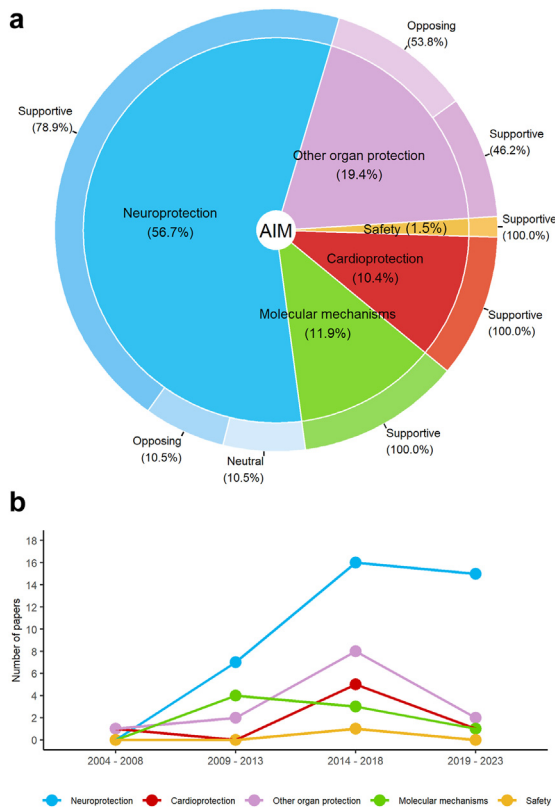 a
Opposing
(53.8%)
Supportive
(78.9%)
Supportive
(46.2%)
Other organ protection
(19.4%)
Neuroprotection
(56.7%)
AIM
Safety (1.5%)
Supportive
(100.0%)
Cardioprotection
(10.4%)
Molecular mechanisms
(11.9%)
Supportive
(100.0%)
Opposing
(10.5%)
Neutral
(10.5%)
Supportive
(100.0%)
b
Number of papers
18
16
14
12
10
8
6
4
2
0
2004 - 2008
2009 - 2013
2014 - 2018
2019 - 2023
Neuroprotection
Cardioprotection
Other organ protection
Molecular mechanisms
Safety